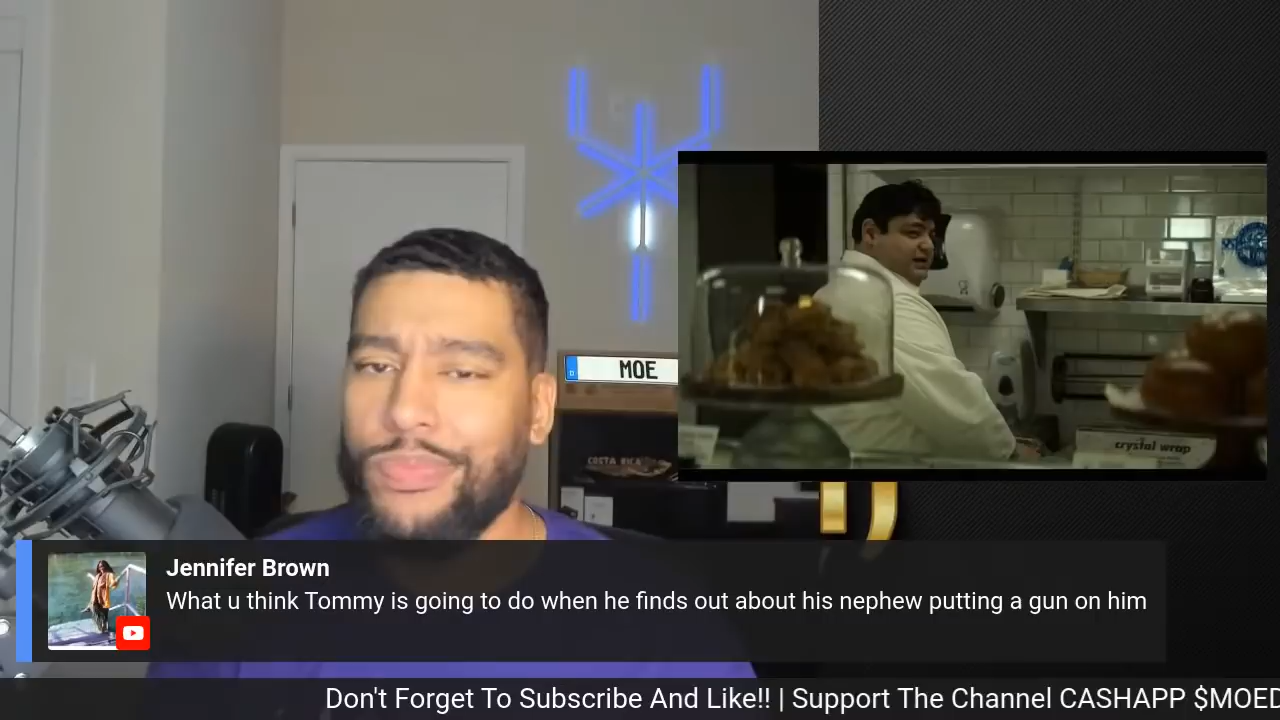 MOE
COSTA RICA
crystal wrap
Jennifer Brown
What u think Tommy is going to do when he finds out about his nephew putting a gun on him
Don't Forget To Subscribe And Like!! | Support The Channel CASHAPP $MOED